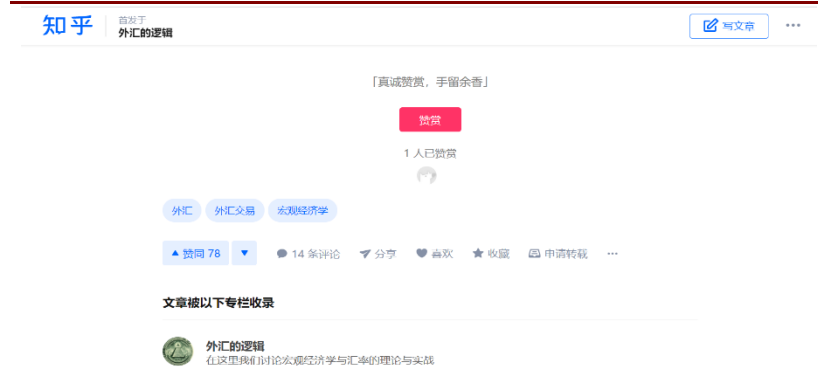 知乎
首发于
外汇的逻辑
写文章
「真诚赞赏，手留余香」
赞赏
1 人已赞赏
外汇 外汇交易 宏观经济学
赞同 78 14 条评论 分享 喜欢 收藏 申请转载
文章被以下专栏收录
外汇的逻辑
在这里我们讨论宏观经济学与汇率的理论与实战